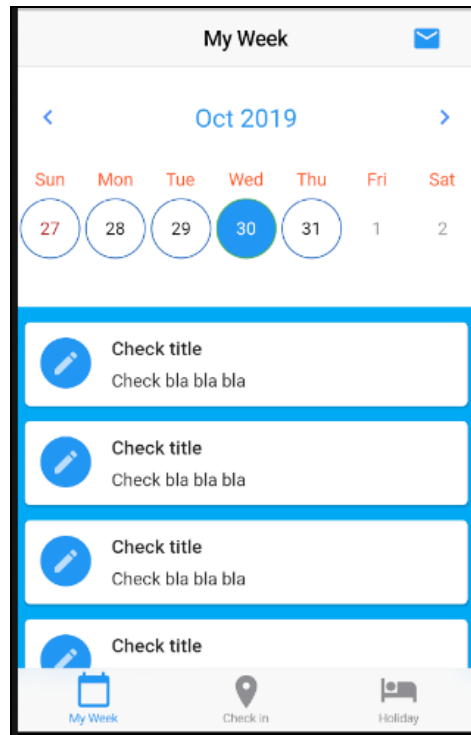 My Week
Oct 2019
Sun Mon Tue Wed Thu Fri Sat
27 28 29 30 31 1 2
Check title
Check bla bla bla
Check title
Check bla bla bla
Check title
Check bla bla bla
Check title
My Week Check in Holiday